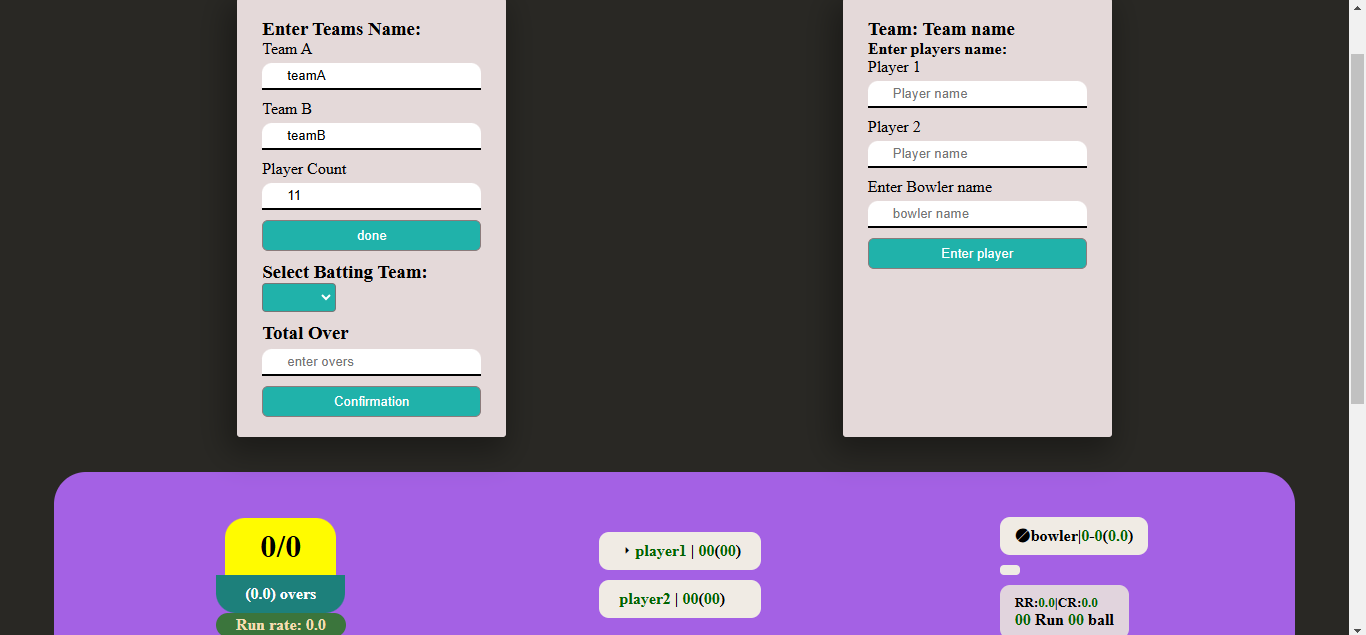 Enter Teams Name:
Team A
teamA
Team B
teamB
Player Count
11
done
Select Batting Team:
Total Over
enter overs
Confirmation
Team: Team name
Enter players name:
Player 1
Player name
Player 2
Player name
Enter Bowler name
bowler name
Enter player
0/0
(0.0) overs
Run rate: 0.0
player1 | 00(00)
player2 | 00(00)
bowler|0-0(0.0)
RR:0.0|CR:0.0
00 Run 00 ball